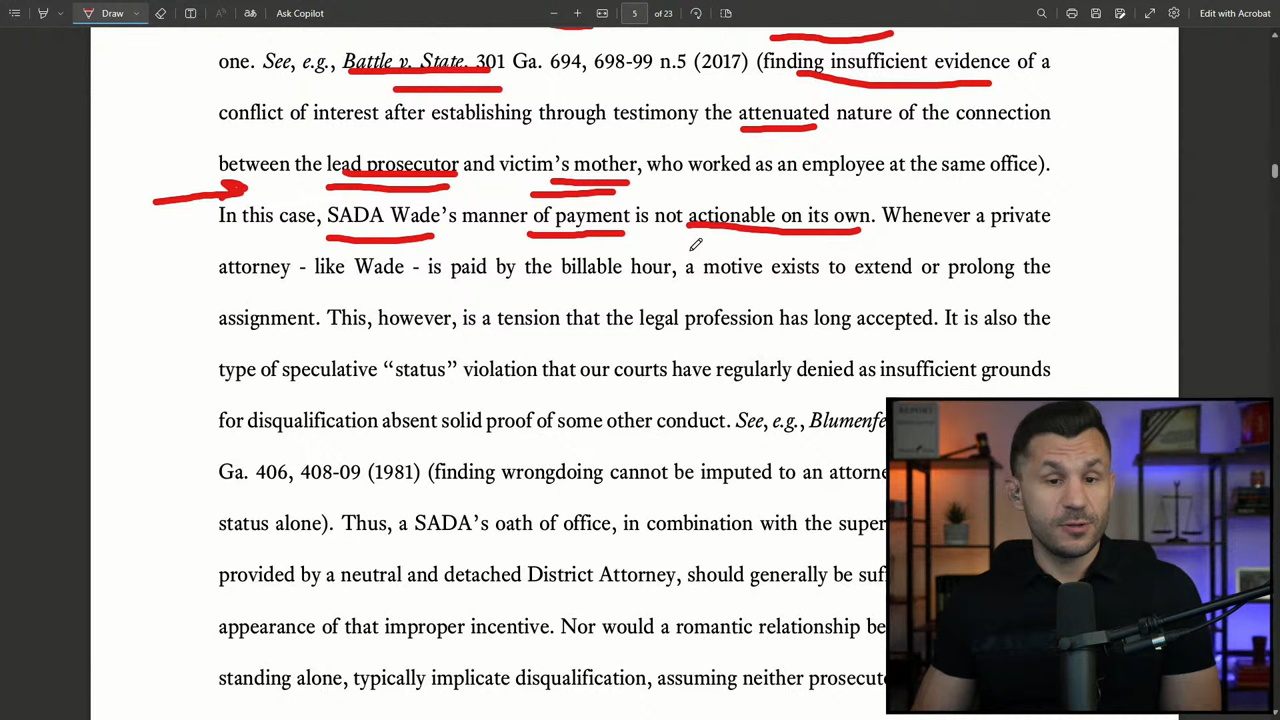 Draw
Ask Copilot
5 of 23
Edit with Acrobat
one. See, e.g., Battle v. State, 301 Ga. 694, 698-99 n.5 (2017) (finding insufficient evidence of a
conflict of interest after establishing through testimony the attenuated nature of the connection
between the lead prosecutor and victim's mother, who worked as an employee at the same office).
In this case, SADA Wade's manner of payment is not actionable on its own. Whenever a private
attorney - like Wade - is paid by the billable hour, a motive exists to extend or prolong the
assignment. This, however, is a tension that the legal profession has long accepted. It is also the
type of speculative “status” violation that our courts have regularly denied as insufficient grounds
for disqualification absent solid proof of some other conduct. See, e.g., Blumenfe
Ga. 406, 408-09 (1981) (finding wrongdoing cannot be imputed to an attorne
status alone). Thus, a SADA's oath of office, in combination with the super
provided by a neutral and detached District Attorney, should generally be suf
appearance of that improper incentive. Nor would a romantic relationship be
standing alone, typically implicate disqualification, assuming neither prosecut